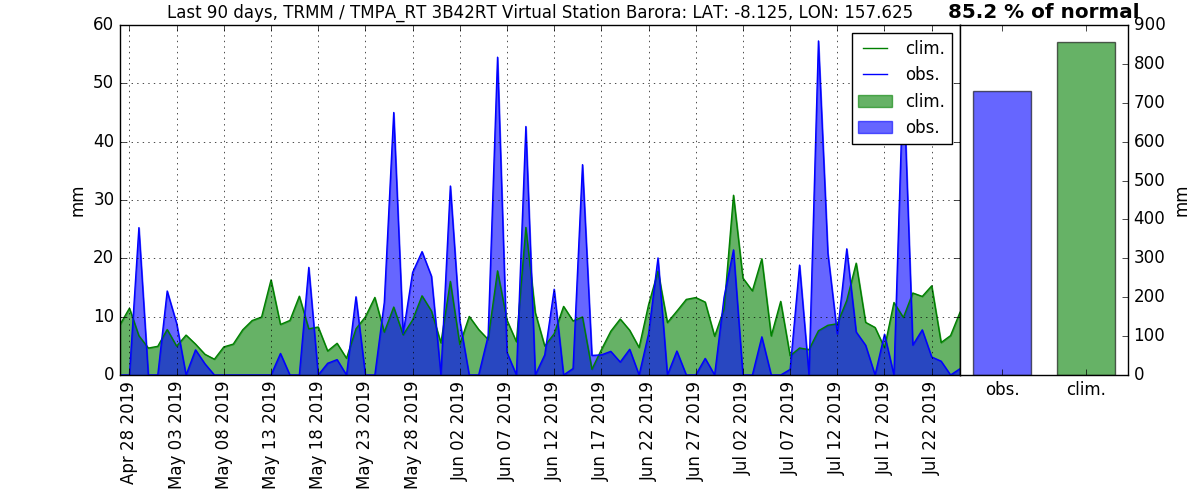 Last 90 days, TRMM / TMPA_RT 3B42RT Virtual Station Barora: LAT: -8.125, LON: 157.625
85.2 % of normal
60
50
40
30
20
10
0
mm
clim.
obs.
clim.
obs.
900
800
700
600
500
400
300
200
100
0
mm
obs.
clim.
Apr 28 2019
May 03 2019
May 08 2019
May 13 2019
May 18 2019
May 23 2019
May 28 2019
Jun 02 2019
Jun 07 2019
Jun 12 2019
Jun 17 2019
Jun 22 2019
Jun 27 2019
Jul 02 2019
Jul 07 2019
Jul 12 2019
Jul 17 2019
Jul 22 2019